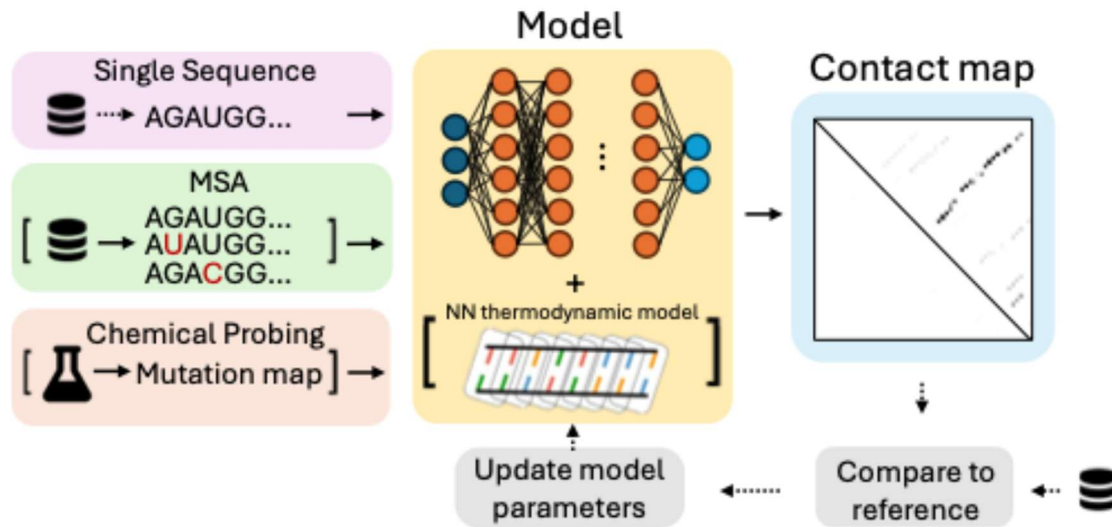 Model
Single Sequence
AGAUGG...
MSA
AGAUGG...
[ AUAUGG... ]
AGACGG...
Chemical Probing
[ Mutation map ]
+
NN thermodynamic model
[ ]
Contact map
Compare to
reference
Update model
parameters